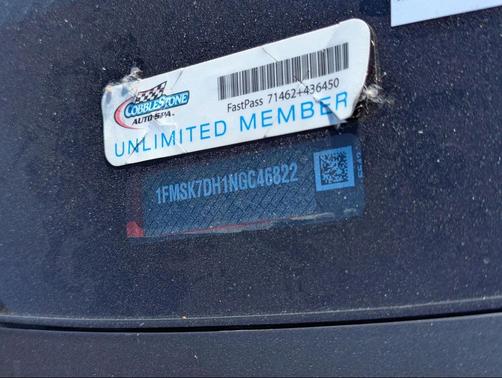 COBBLESTONE
AUTO SPA
FastPass 71462+436450
UNLIMITED MEMBER
1FMSK7DH1NGC46822